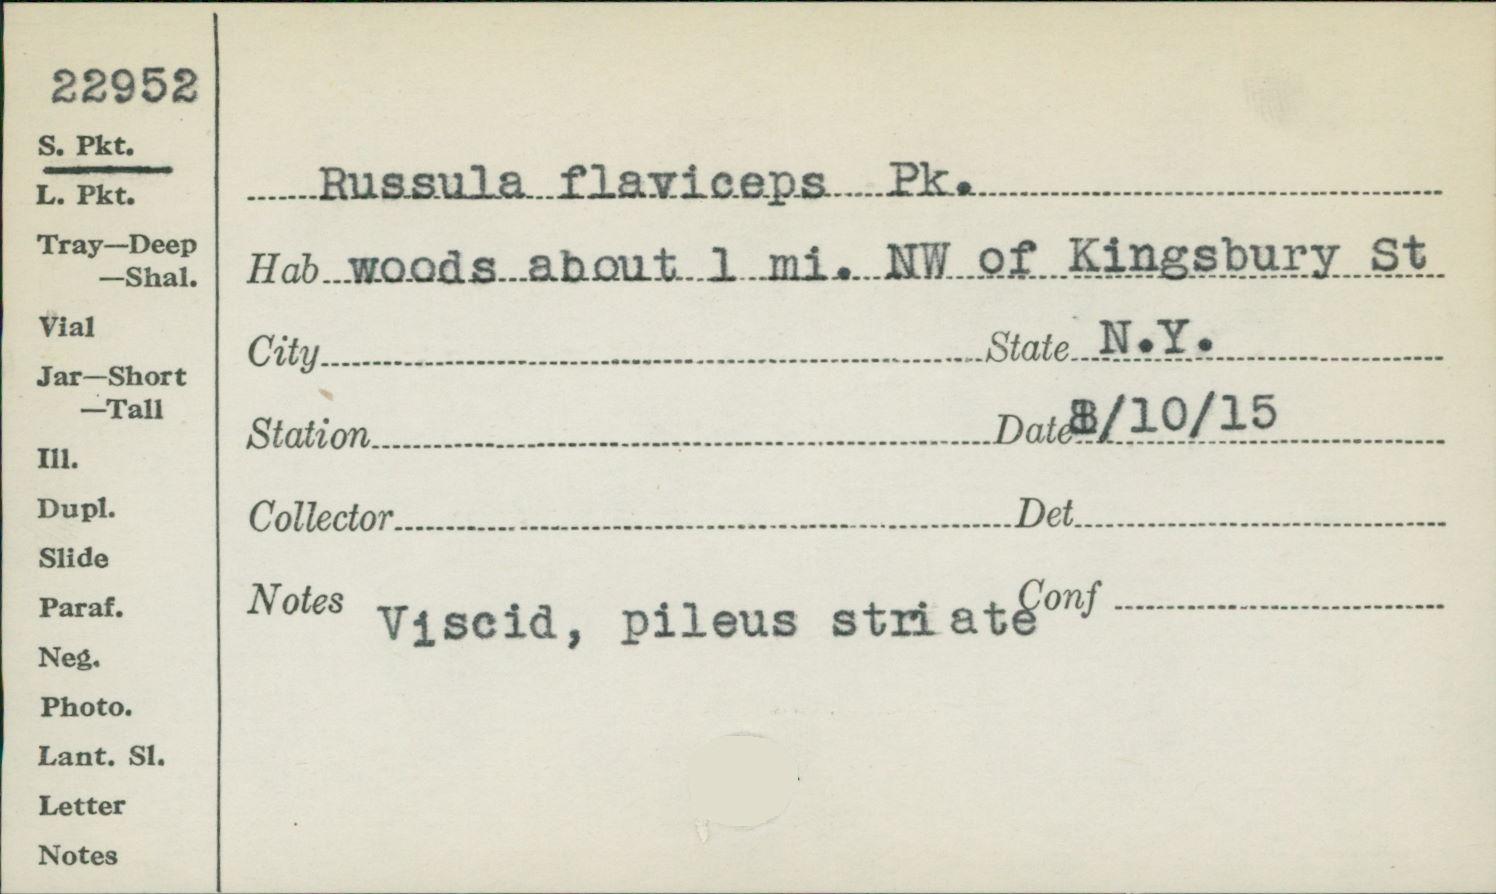 22952
S. Pkt.
L. Pkt.
Tray—Deep
—Shal.
Vial
Jar—Short
—Tall
Ill.
Dupl.
Slide
Paraf.
Neg.
Photo.
Lant. Sl.
Letter
Notes
Russula flaviceps Pk.
Hab woods about 1 mi. NW of Kingsbury St
City State N.Y.
Station Date 8/10/15
Collector Det
Notes Viscid, pileus striate Conf